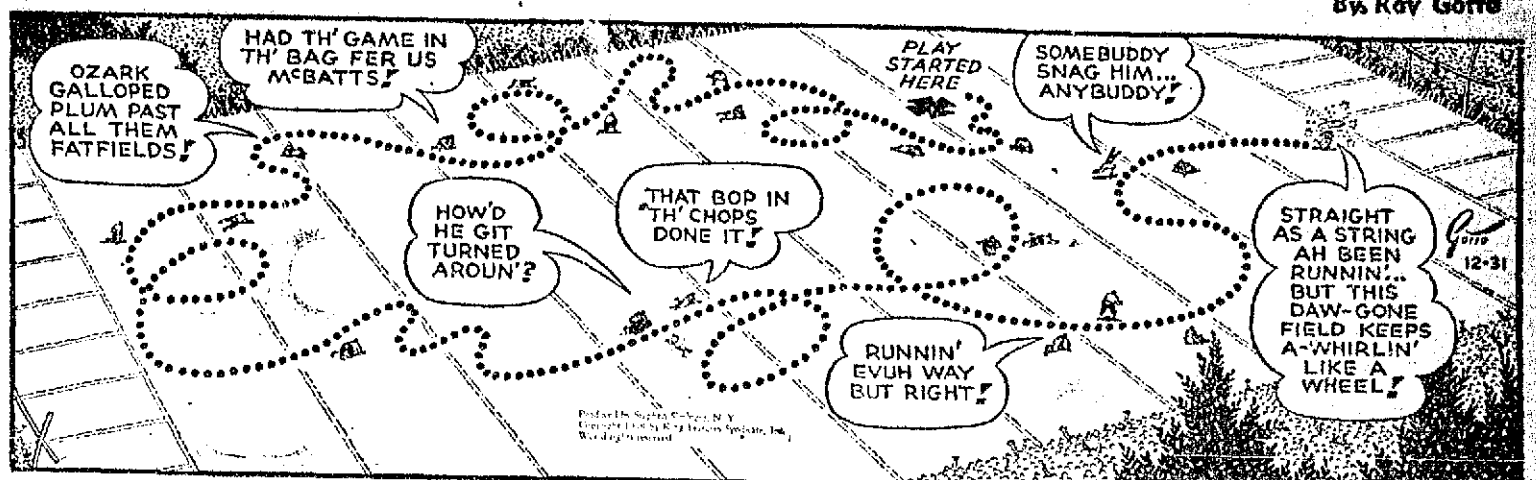 By Ray Gotto
OZARK
GALLOPED
PLUM PAST
ALL THEM
FATFIELDS!
HAD TH' GAME IN
TH' BAG FER US
McBATTS!
PLAY
STARTED
HERE
SOMEBUDDY
SNAG HIM...
ANYBUDDY!
HOW'D
HE GIT
TURNED
AROUN'?
THAT BOP IN
TH' CHOPS
DONE IT!
RUNNIN'
EVUH WAY
BUT RIGHT!
STRAIGHT
AS A STRING
AH BEEN
RUNNIN'...
BUT THIS
DAW-GONE
FIELD KEEPS
A-WHIRLIN'
LIKE A
WHEEL!
Gotto
12-31